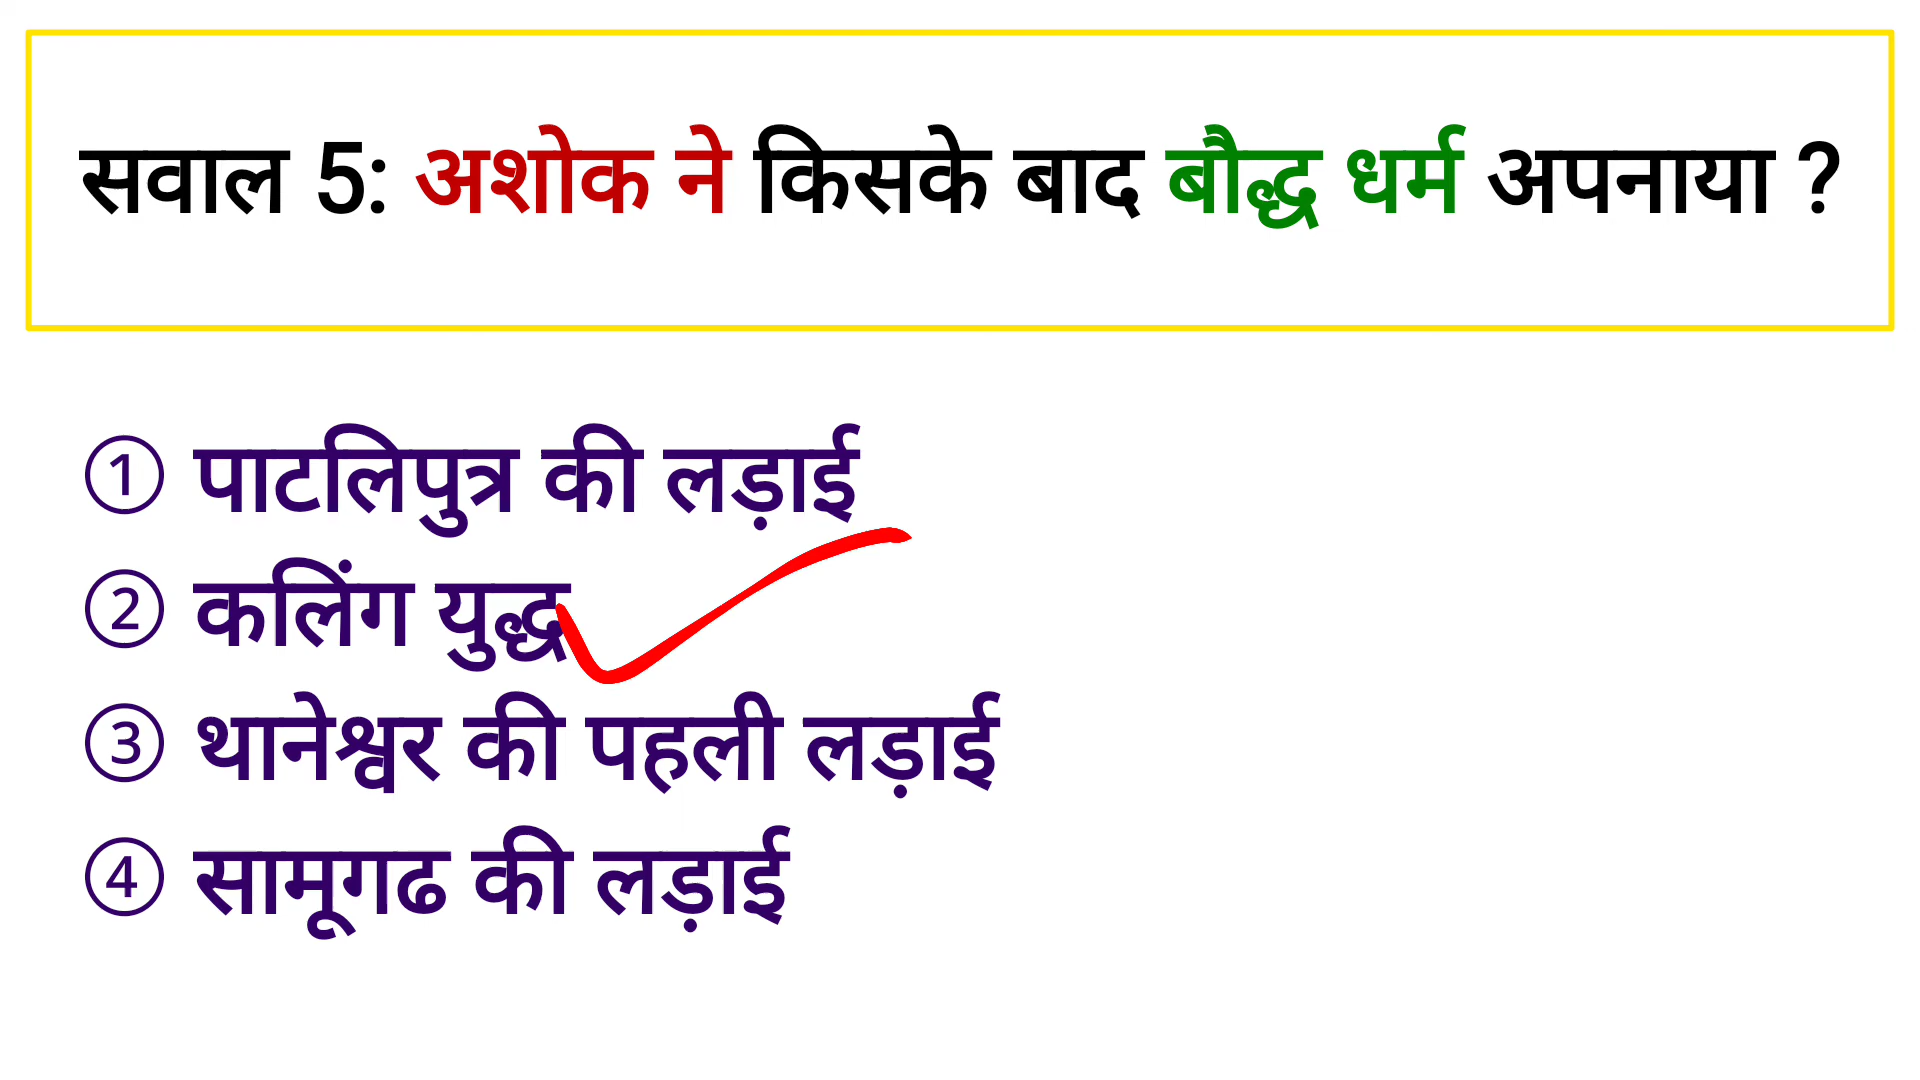 सवाल 5: अशोक ने किसके बाद बौद्ध धर्म अपनाया ?
① पाटलिपुत्र की लड़ाई
② कलिंग युद्ध
③ थानेश्वर की पहली लड़ाई
④ सामूगढ की लड़ाई